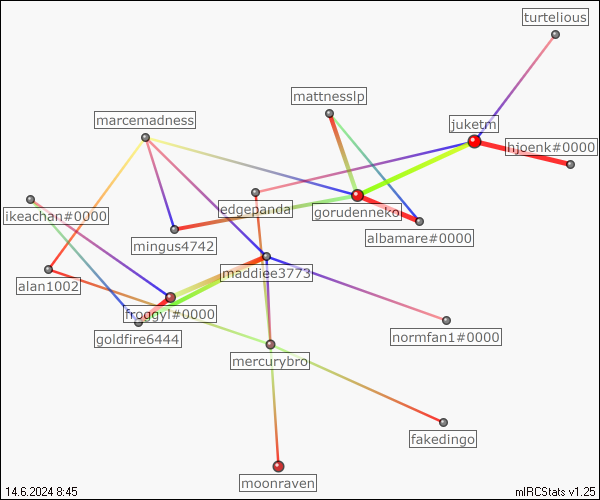 turtelious
mattnesslp
marcemadness
juketm
hjoenk#0000
ikeachan#0000
edgepanda
gorudenneko
albamare#0000
mingus4742
maddiee3773
alan1002
froggyl#0000
goldfire6444
normfan1#0000
mercurybro
fakedingo
moonraven
14.6.2024 8:45
mIRCStats v1.25